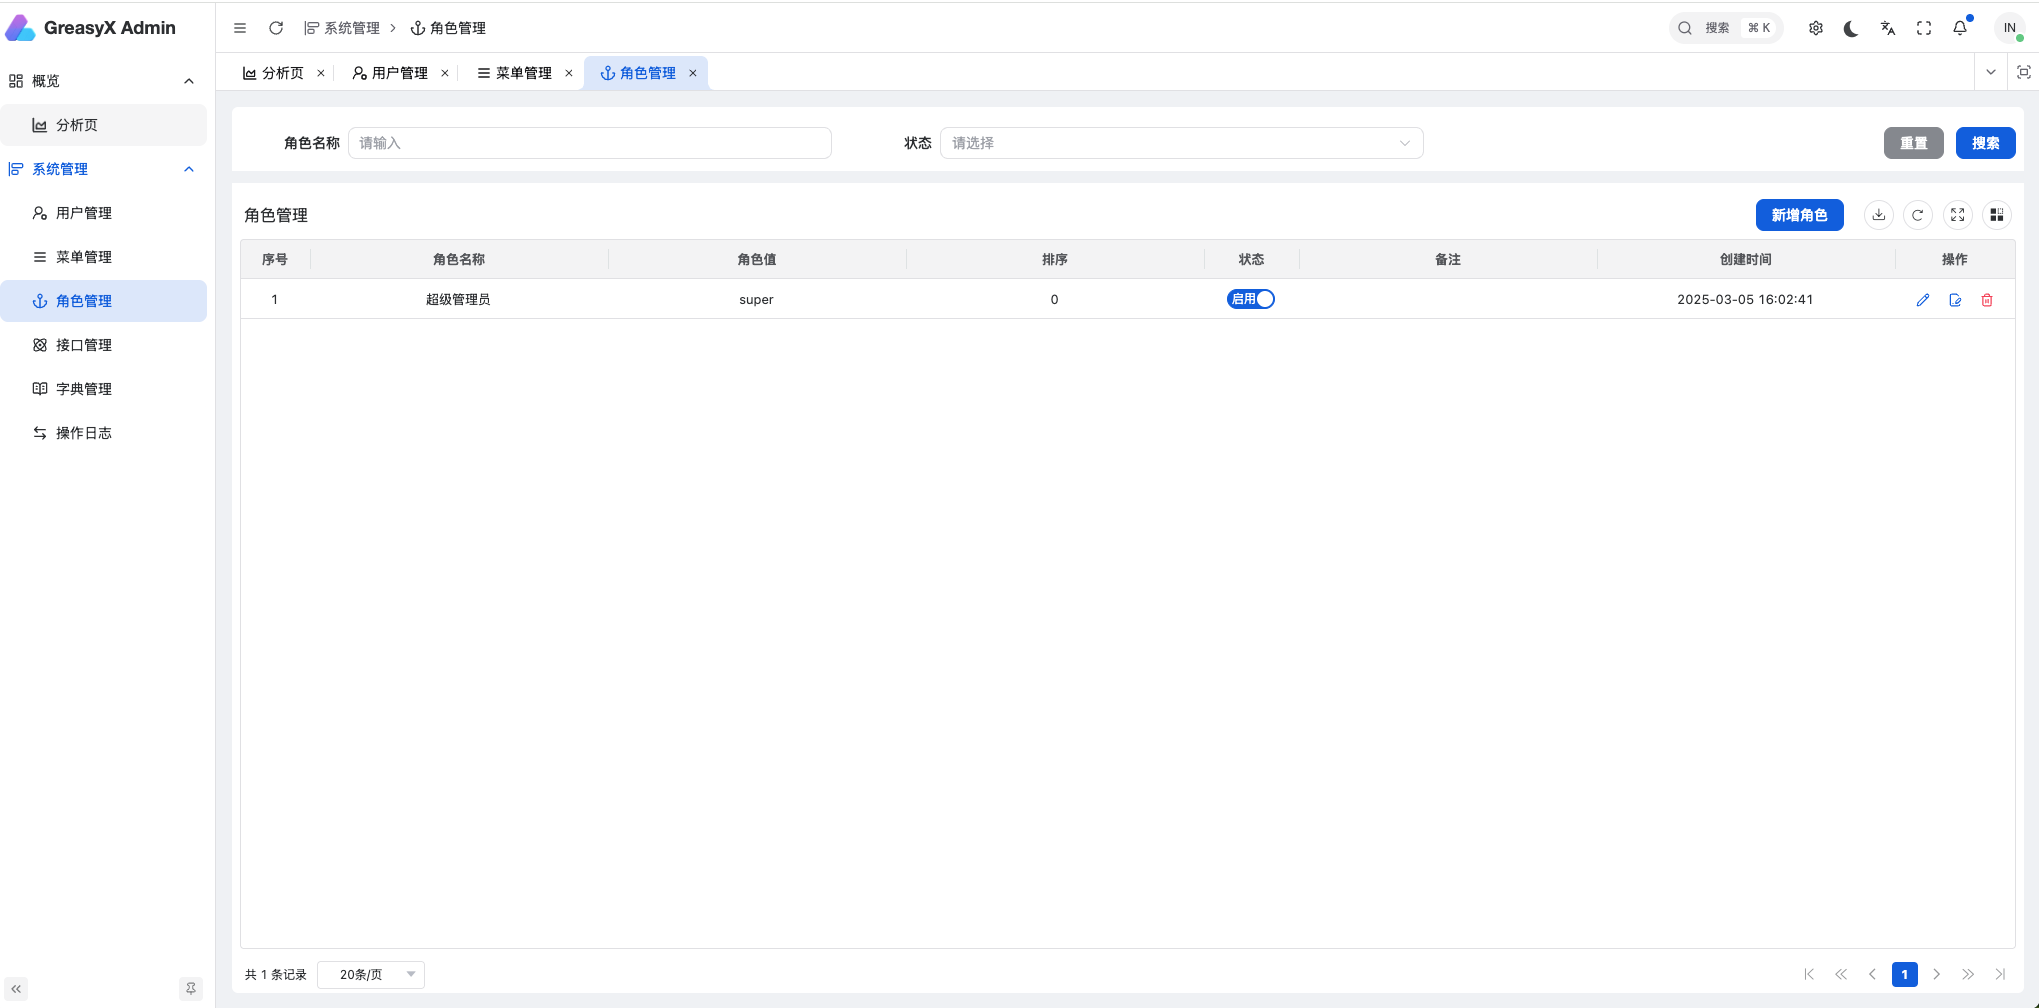 GreasyX Admin
系统管理
角色管理
搜索
⌘ K
IN
概览
分析页
系统管理
用户管理
菜单管理
角色管理
接口管理
字典管理
操作日志
分析页
用户管理
菜单管理
角色管理
角色名称
请输入
状态
请选择
重置
搜索
角色管理
新增角色
序号 角色名称 角色值 排序 状态 备注 创建时间 操作
1 超级管理员 super 0 启用 2025-03-05 16:02:41
共 1 条记录
20条/页
1